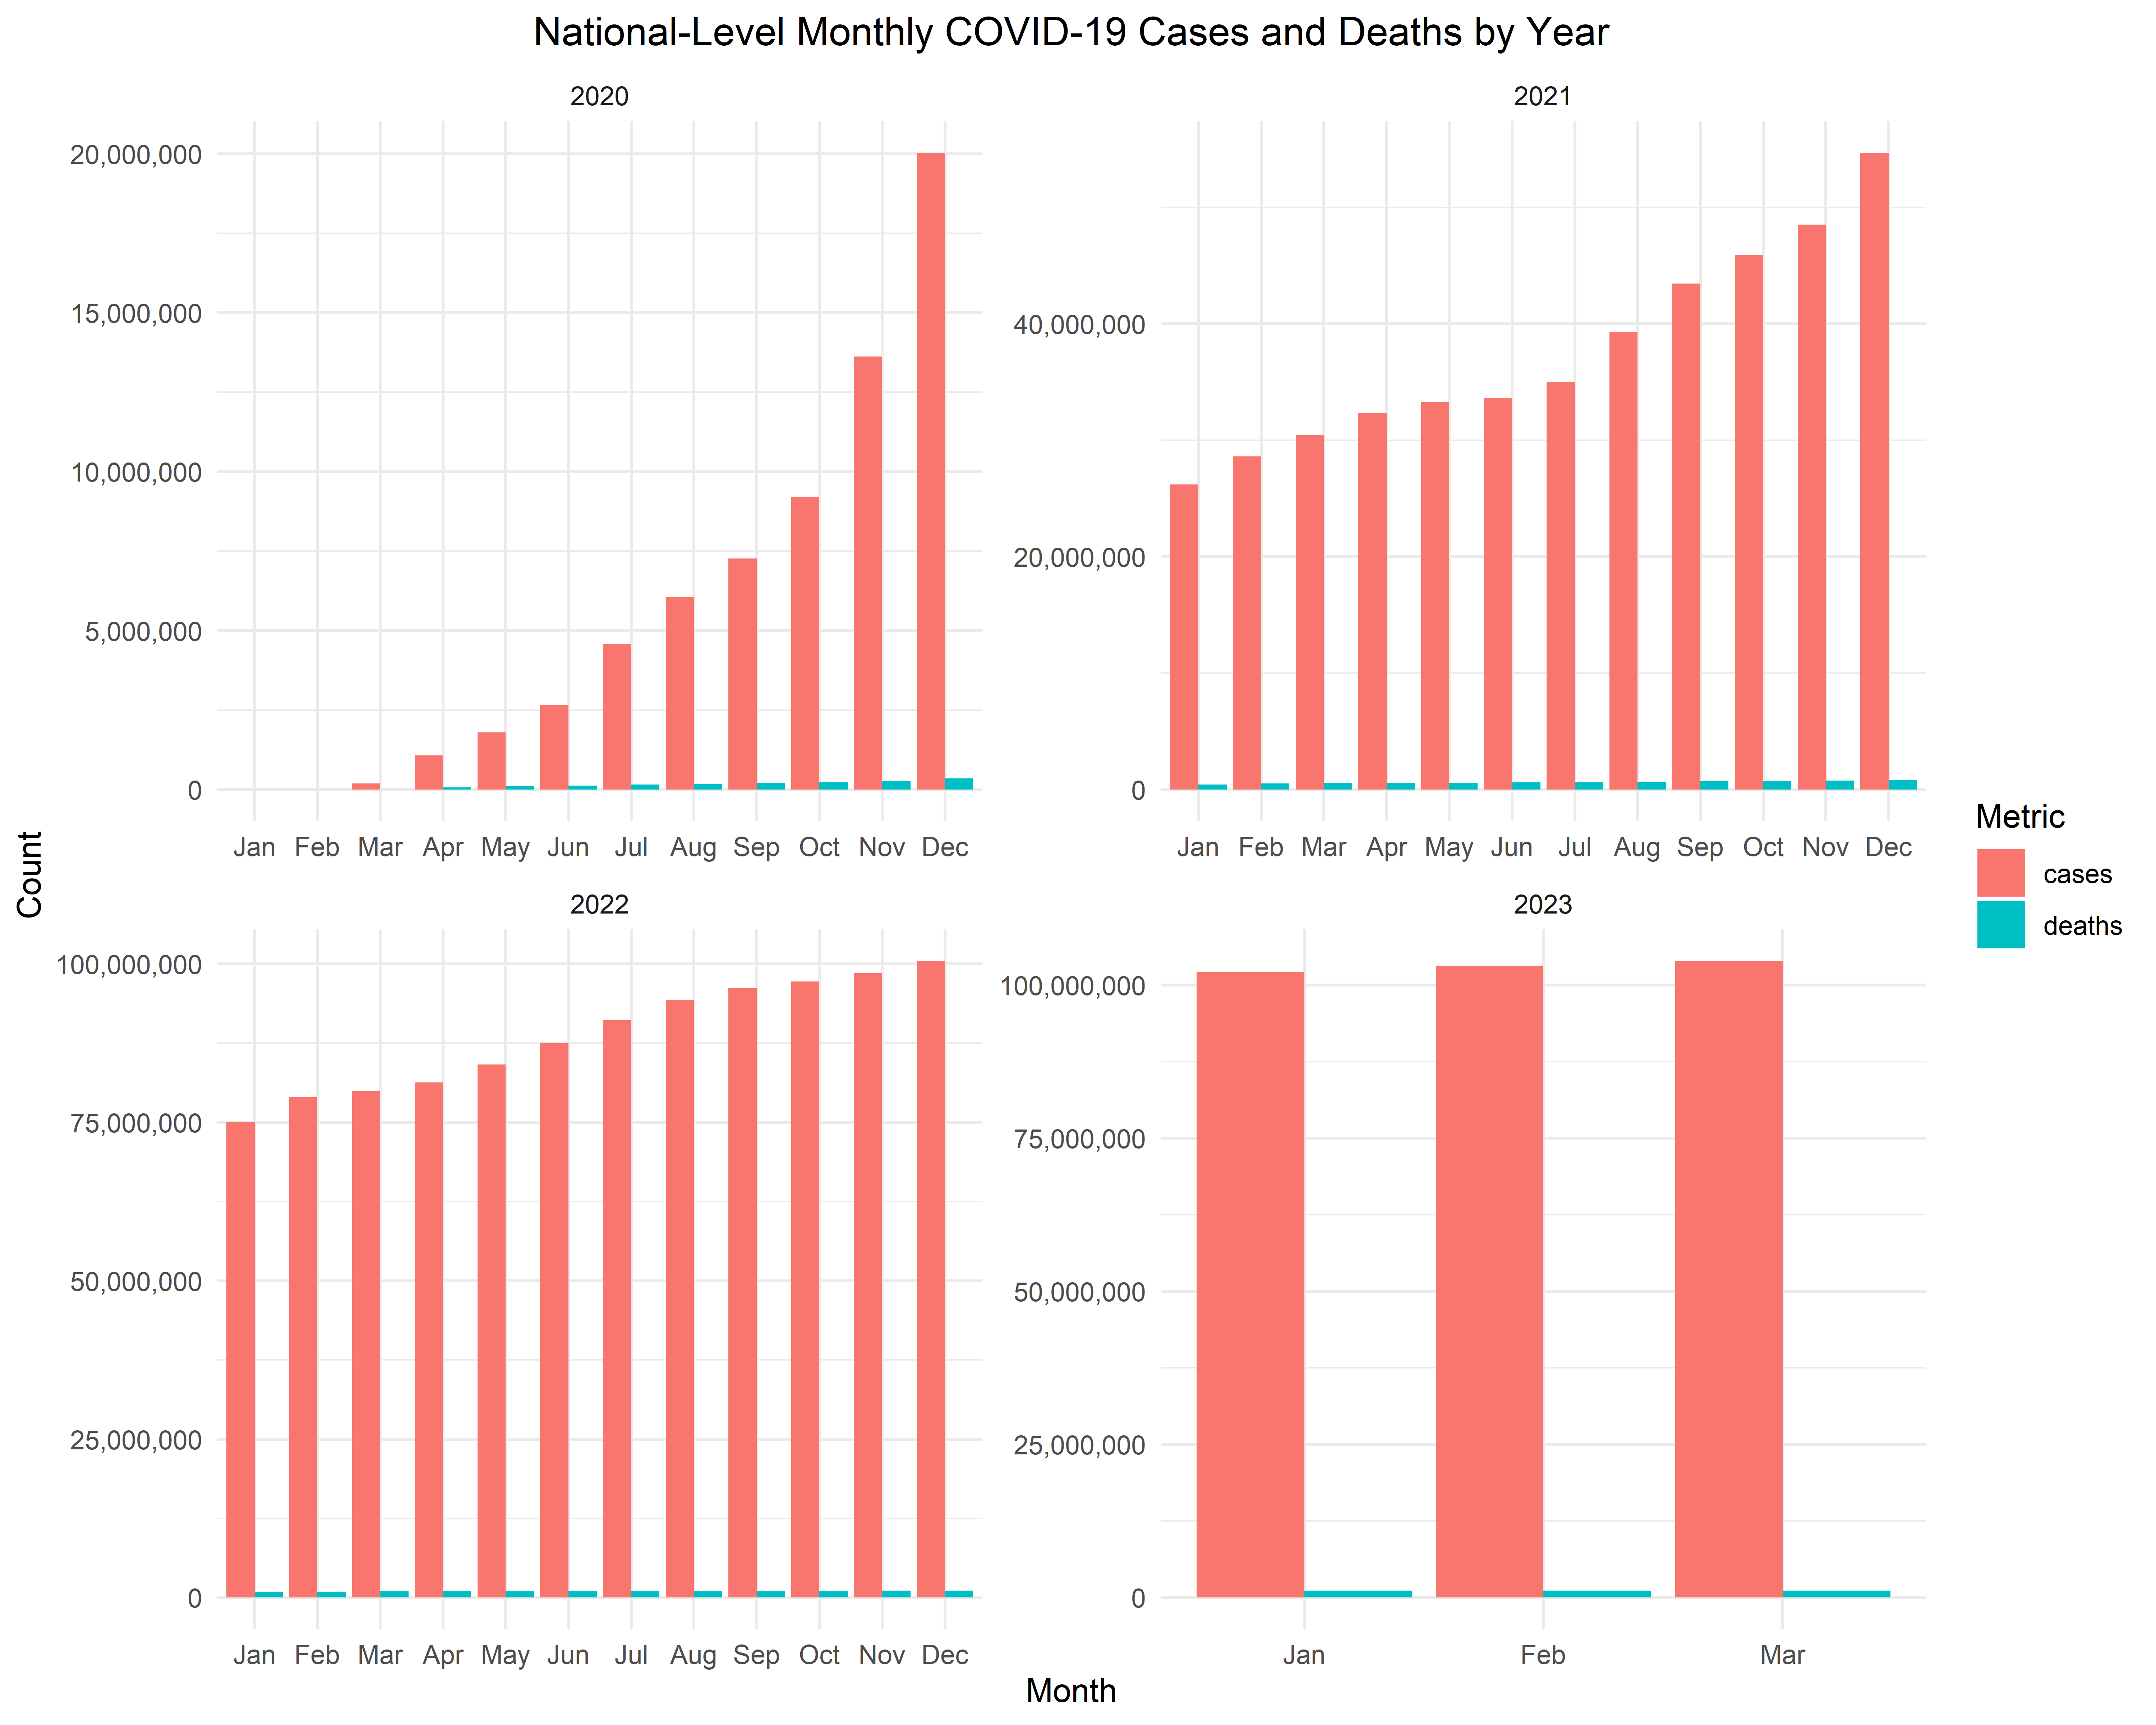 National-Level Monthly COVID-19 Cases and Deaths by Year
2020
20,000,000
15,000,000
10,000,000
5,000,000
0
Jan Feb Mar Apr May Jun Jul Aug Sep Oct Nov Dec
2021
40,000,000
20,000,000
0
Jan Feb Mar Apr May Jun Jul Aug Sep Oct Nov Dec
2022
100,000,000
75,000,000
50,000,000
25,000,000
0
Jan Feb Mar Apr May Jun Jul Aug Sep Oct Nov Dec
2023
100,000,000
75,000,000
50,000,000
25,000,000
0
Jan Feb Mar
Count
Month
Metric
cases
deaths